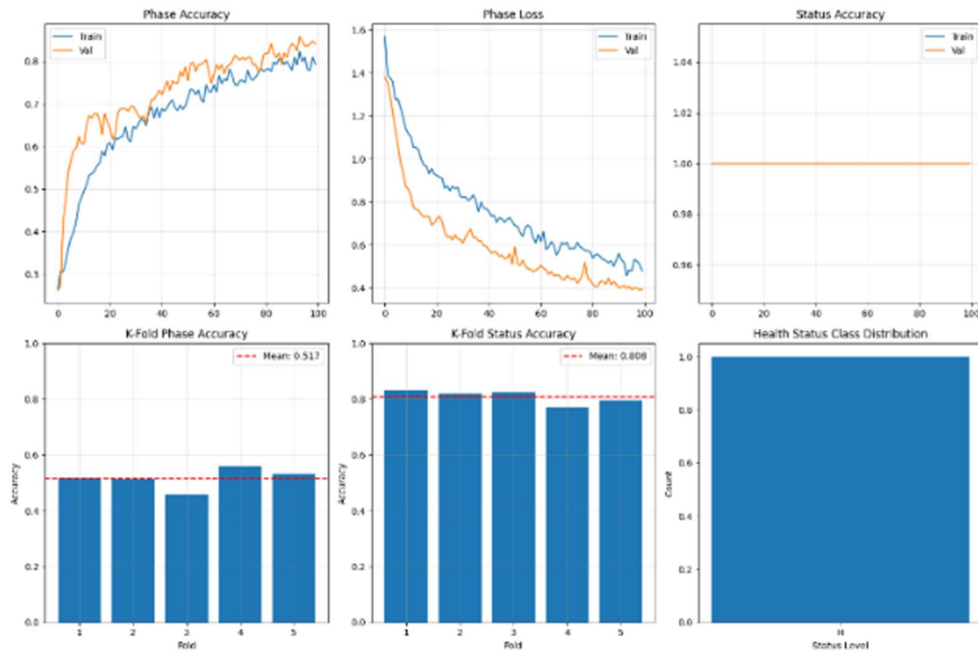 Phase Accuracy
Train
Val
0.8
0.7
0.6
0.5
0.4
0.3
0 20 40 60 80 100
Phase Loss
Train
Val
1.6
1.4
1.2
1.0
0.8
0.6
0.4
0 20 40 60 80 100
Status Accuracy
Train
Val
1.04
1.02
1.00
0.98
0.96
0 20 40 60 80 100
K-Fold Phase Accuracy
Mean: 0.517
Accuracy
1.0
0.8
0.6
0.4
0.2
0.0
1 2 3 4 5
Fold
K-Fold Status Accuracy
Mean: 0.808
Accuracy
1.0
0.8
0.6
0.4
0.2
0.0
1 2 3 4 5
Fold
Health Status Class Distribution
Count
1.0
0.8
0.6
0.4
0.2
0.0
Status Level